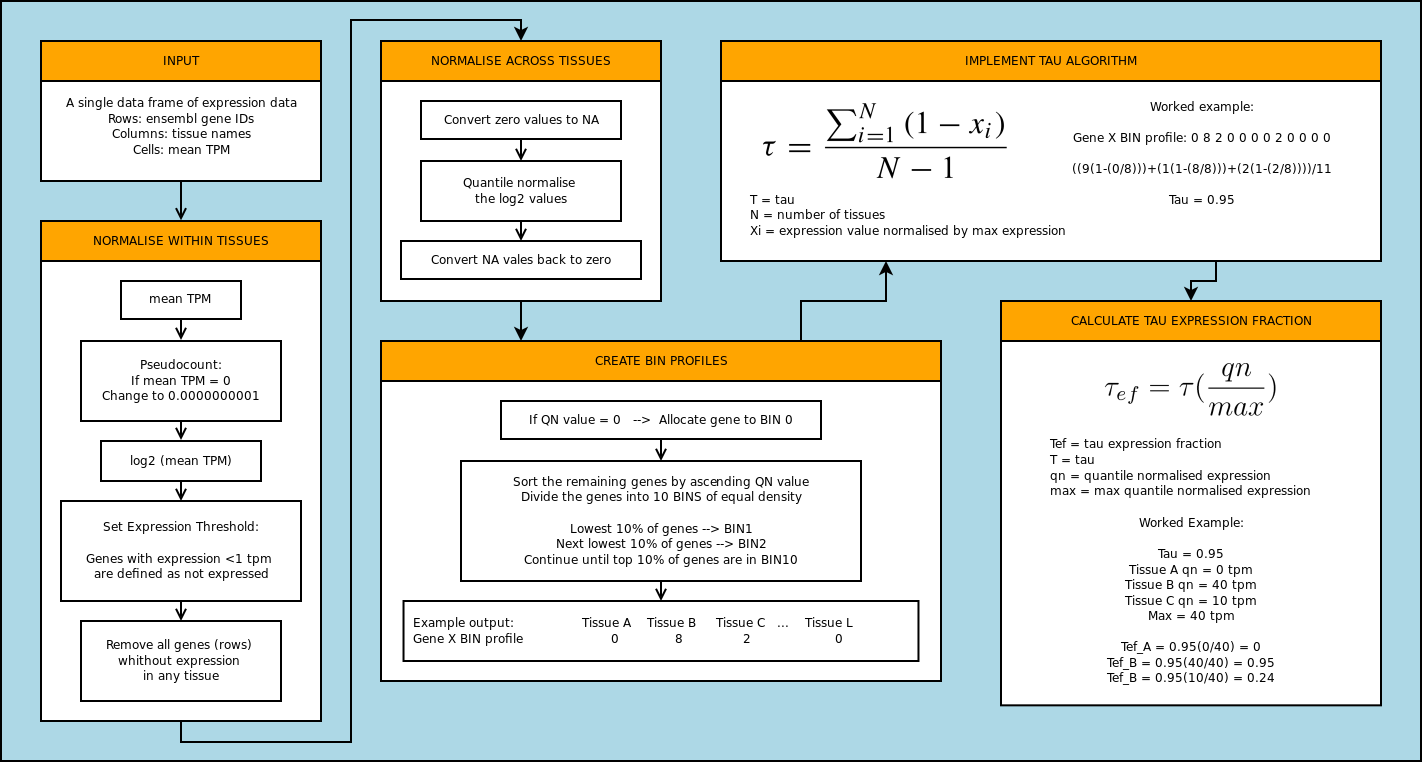 INPUT
A single data frame of expression data
Rows: ensembl gene IDs
Columns: tissue names
Cells: mean TPM
NORMALISE WITHIN TISSUES
mean TPM
Pseudocount:
If mean TPM = 0
Change to 0.0000000001
log2 (mean TPM)
Set Expression Threshold:
Genes with expression <1 tpm
are defined as not expressed
Remove all genes (rows)
whithout expression
in any tissue
NORMALISE ACROSS TISSUES
Convert zero values to NA
Quantile normalise
the log2 values
Convert NA vales back to zero
CREATE BIN PROFILES
If QN value = 0 --> Allocate gene to BIN 0
Sort the remaining genes by ascending QN value
Divide the genes into 10 BINS of equal density
Lowest 10% of genes --> BIN1
Next lowest 10% of genes --> BIN2
Continue until top 10% of genes are in BIN10
Example output: Tissue A Tissue B Tissue C ... Tissue L
Gene X BIN profile 0 8 2 0
IMPLEMENT TAU ALGORITHM
τ = ∑_{i=1}^{N} (1 − x_i) / (N − 1)
T = tau
N = number of tissues
Xi = expression value normalised by max expression
Worked example:
Gene X BIN profile: 0 8 2 0 0 0 0 2 0 0 0 0
((9(1-(0/8)))+(1(1-(8/8)))+(2(1-(2/8))))/11
Tau = 0.95
CALCULATE TAU EXPRESSION FRACTION
τ_{ef} = τ(qn/max)
Tef = tau expression fraction
T = tau
qn = quantile normalised expression
max = max quantile normalised expression
Worked Example:
Tau = 0.95
Tissue A qn = 0 tpm
Tissue B qn = 40 tpm
Tissue C qn = 10 tpm
Max = 40 tpm
Tef_A = 0.95(0/40) = 0
Tef_B = 0.95(40/40) = 0.95
Tef_B = 0.95(10/40) = 0.24